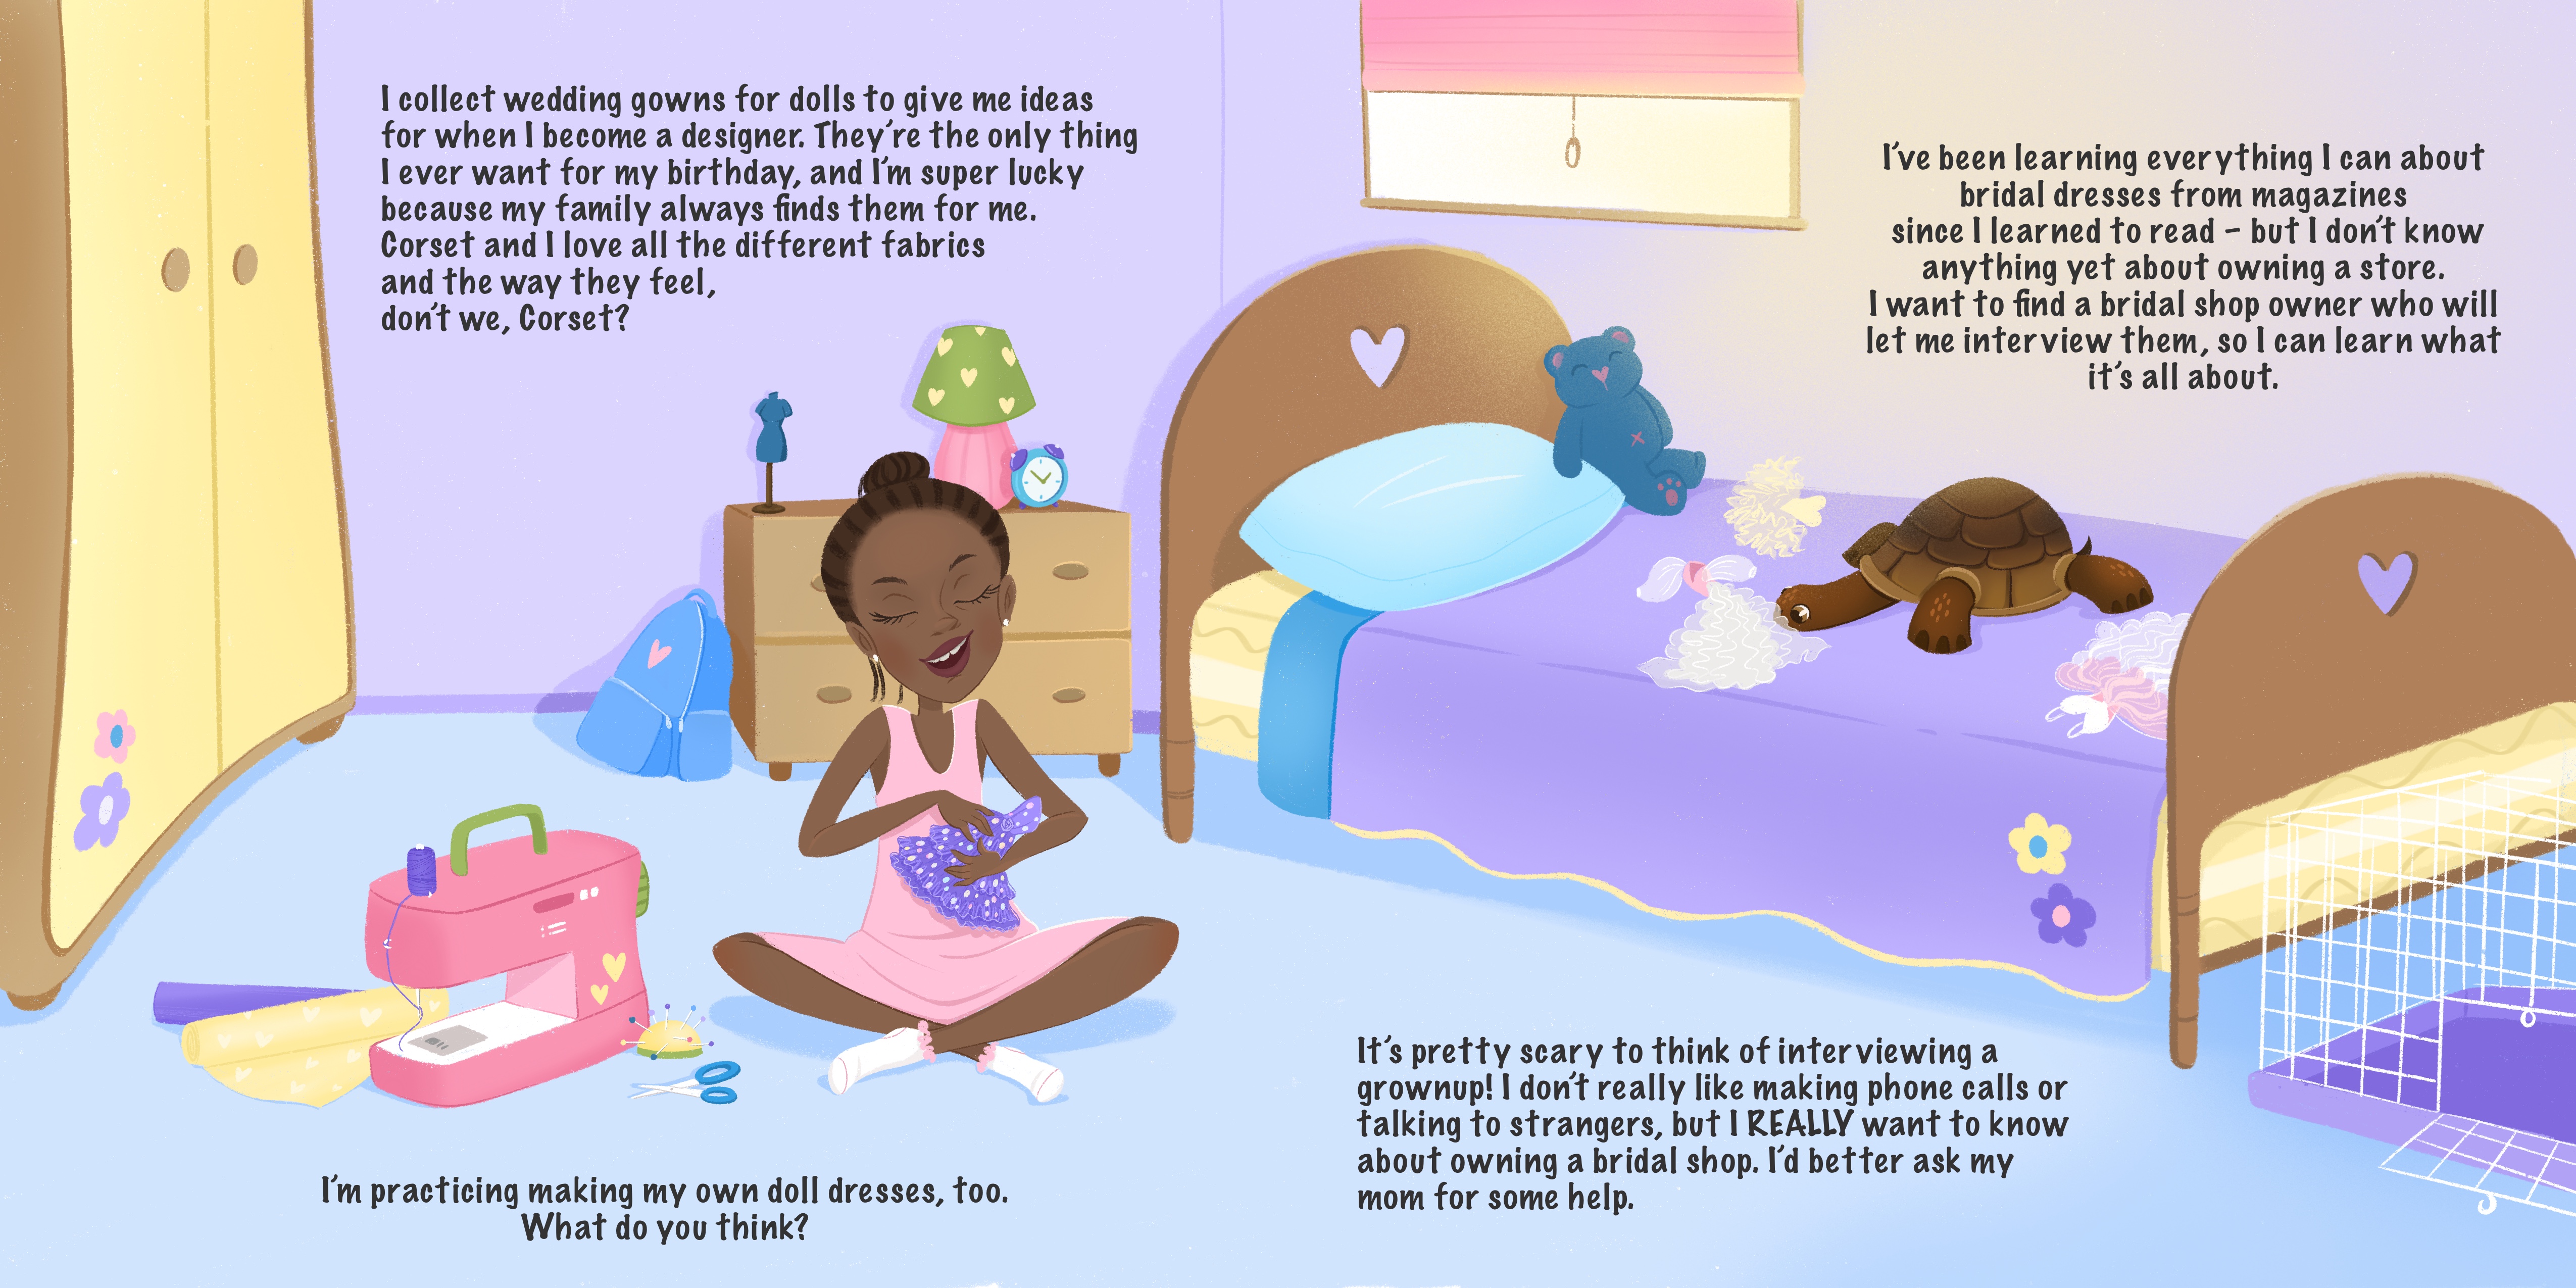 I collect wedding gowns for dolls to give me ideas
for when I become a designer. They're the only thing
I ever want for my birthday, and I'm super lucky
because my family always finds them for me.
Corset and I love all the different fabrics
and the way they feel,
don't we, Corset?
I'm practicing making my own doll dresses, too.
What do you think?
I've been learning everything I can about
bridal dresses from magazines
since I learned to read – but I don't know
anything yet about owning a store.
I want to find a bridal shop owner who will
let me interview them, so I can learn what
it's all about.
It's pretty scary to think of interviewing a
grownup! I don't really like making phone calls or
talking to strangers, but I REALLY want to know
about owning a bridal shop. I'd better ask my
mom for some help.